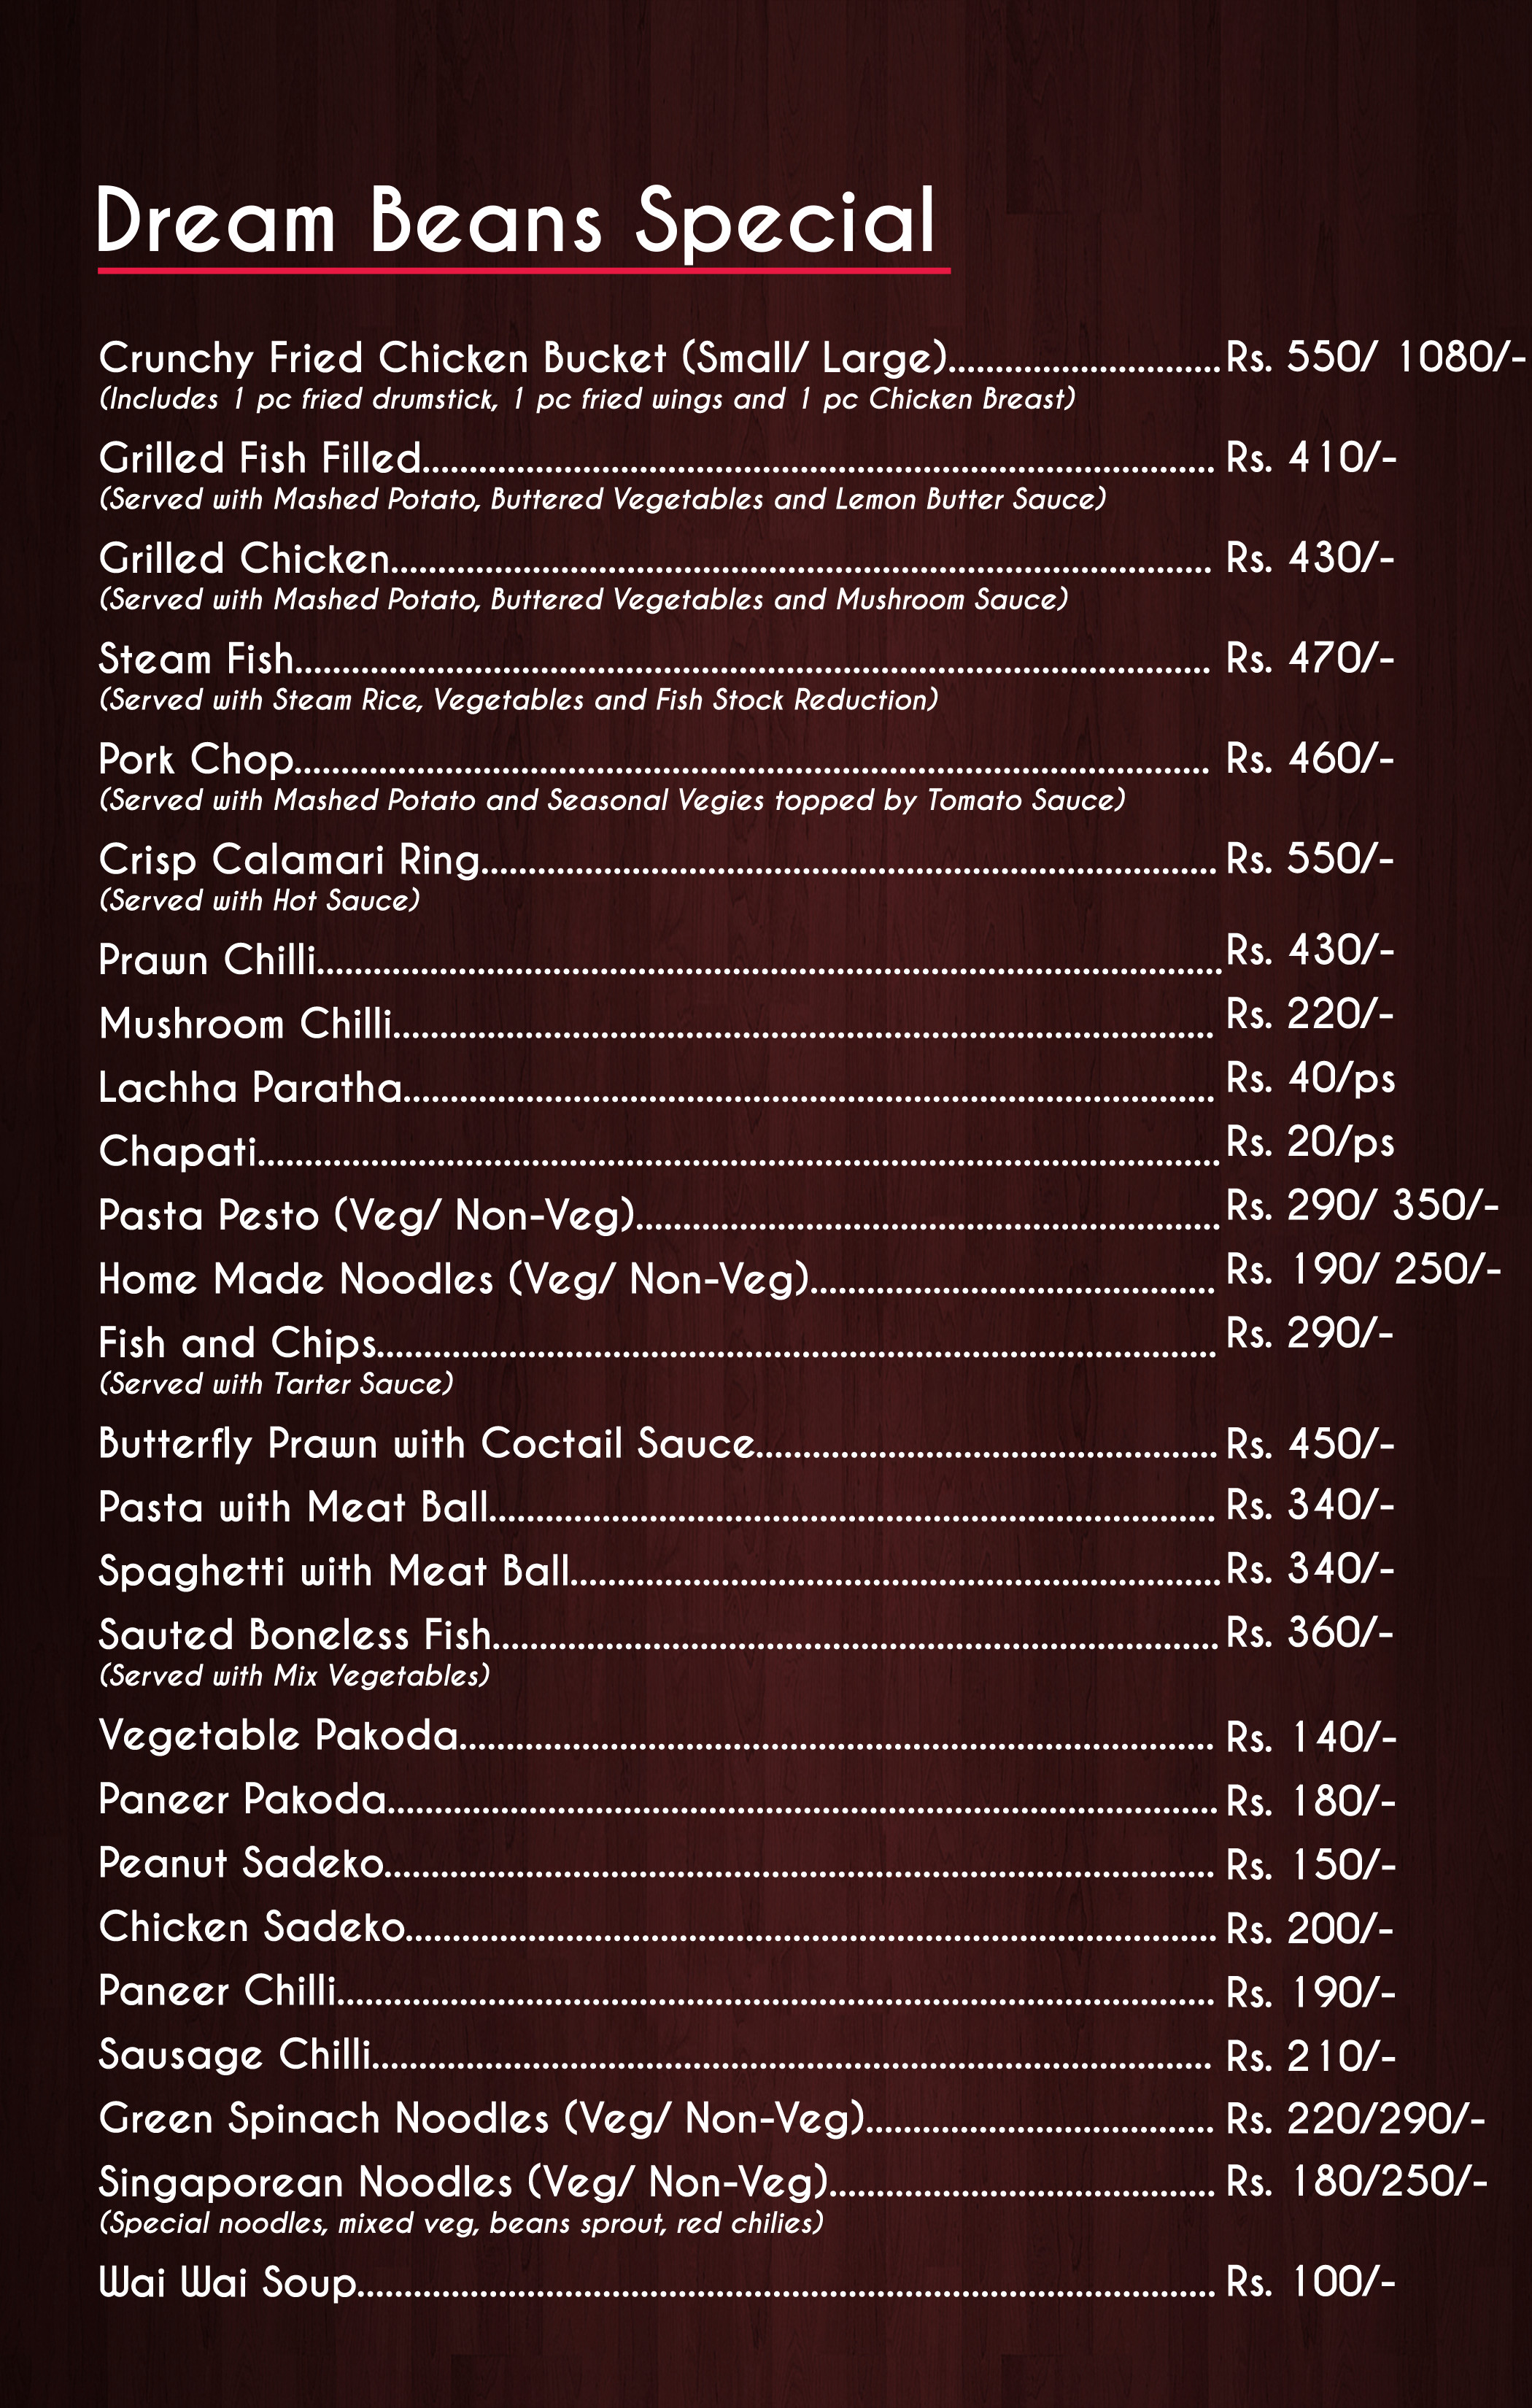 Dream Beans Special
Crunchy Fried Chicken Bucket (Small/ Large)............................Rs. 550/ 1080/-
(Includes 1 pc fried drumstick, 1 pc fried wings and 1 pc Chicken Breast)
Grilled Fish Filled.................................................................................... Rs. 410/-
(Served with Mashed Potato, Buttered Vegetables and Lemon Butter Sauce)
Grilled Chicken....................................................................................... Rs. 430/-
(Served with Mashed Potato, Buttered Vegetables and Mushroom Sauce)
Steam Fish................................................................................................. Rs. 470/-
(Served with Steam Rice, Vegetables and Fish Stock Reduction)
Pork Chop................................................................................................. Rs. 460/-
(Served with Mashed Potato and Seasonal Vegies topped by Tomato Sauce)
Crisp Calamari Ring.............................................................................. Rs. 550/-
(Served with Hot Sauce)
Prawn Chilli................................................................................................Rs. 430/-
Mushroom Chilli....................................................................................... Rs. 220/-
Lachha Paratha...................................................................................... Rs. 40/ps
Chapati......................................................................................................Rs. 20/ps
Pasta Pesto (Veg/ Non-Veg)..............................................................Rs. 290/ 350/-
Home Made Noodles (Veg/ Non-Veg)........................................... Rs. 190/ 250/-
Fish and Chips......................................................................................... Rs. 290/-
(Served with Tarter Sauce)
Butterfly Prawn with Coctail Sauce................................................. Rs. 450/-
Pasta with Meat Ball............................................................................. Rs. 340/-
Spaghetti with Meat Ball.....................................................................Rs. 340/-
Sauted Boneless Fish.............................................................................Rs. 360/-
(Served with Mix Vegetables)
Vegetable Pakoda................................................................................ Rs. 140/-
Paneer Pakoda........................................................................................ Rs. 180/-
Peanut Sadeko........................................................................................ Rs. 150/-
Chicken Sadeko...................................................................................... Rs. 200/-
Paneer Chilli............................................................................................. Rs. 190/-
Sausage Chilli......................................................................................... Rs. 210/-
Green Spinach Noodles (Veg/ Non-Veg)..................................... Rs. 220/290/-
Singaporean Noodles (Veg/ Non-Veg)......................................... Rs. 180/250/-
(Special noodles, mixed veg, beans sprout, red chilies)
Wai Wai Soup........................................................................................... Rs. 100/-